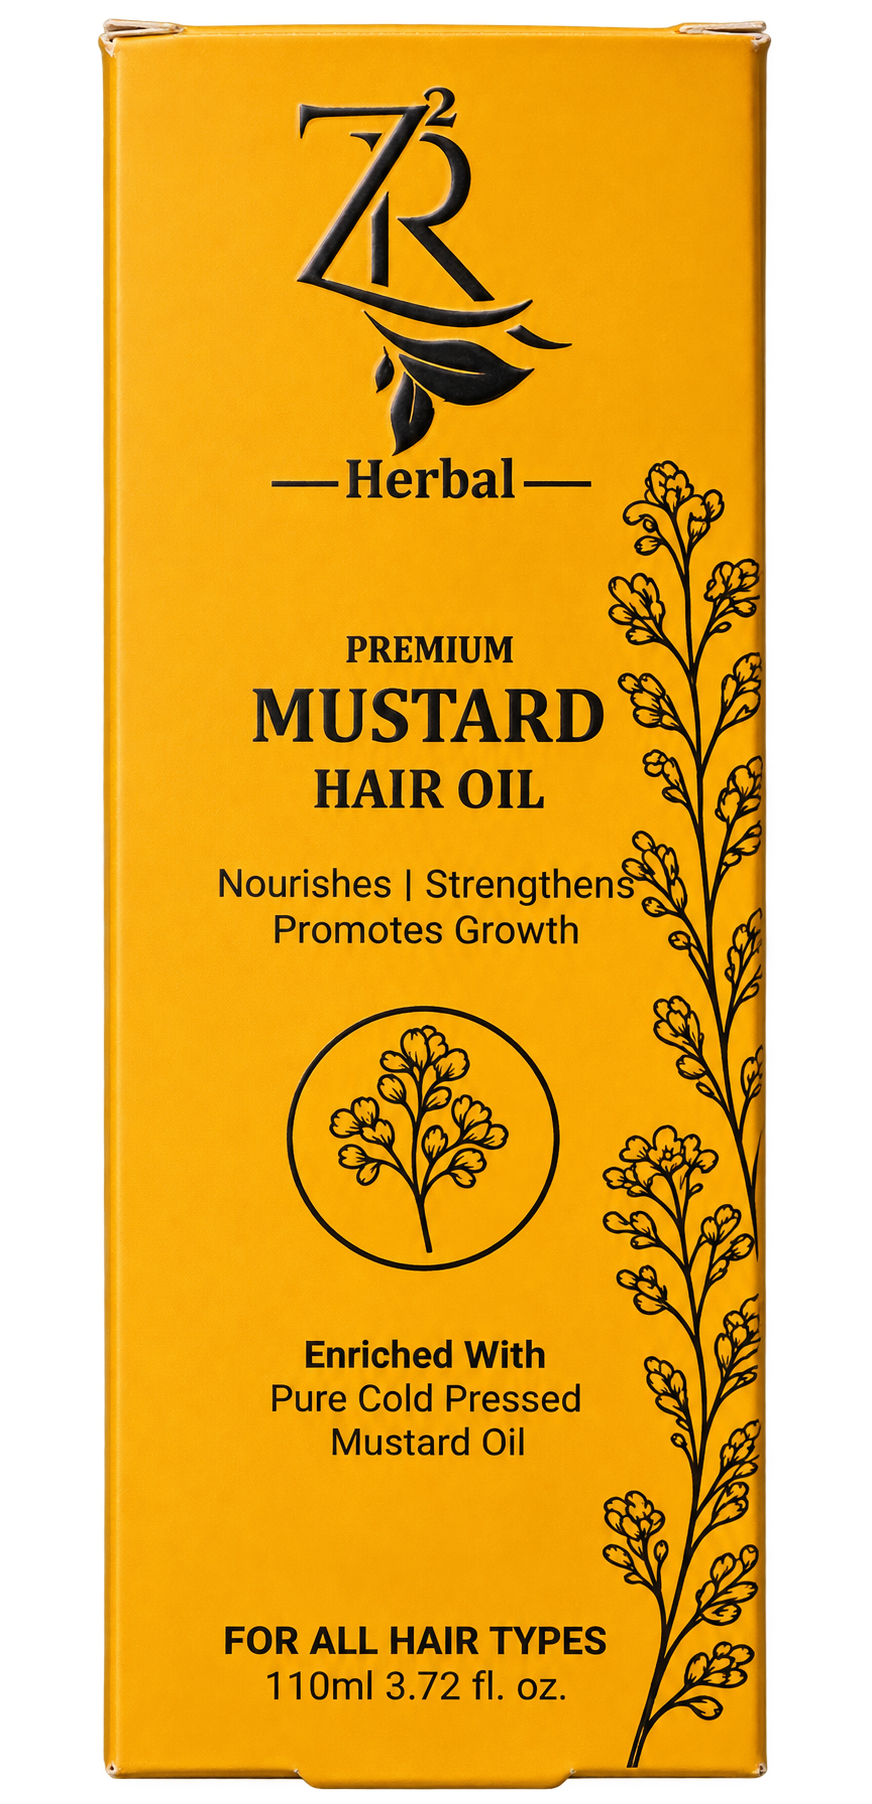 ZR²
Herbal
PREMIUM
MUSTARD
HAIR OIL
Nourishes | Strengthens
Promotes Growth
Enriched With
Pure Cold Pressed
Mustard Oil
FOR ALL HAIR TYPES
110ml 3.72 fl. oz.